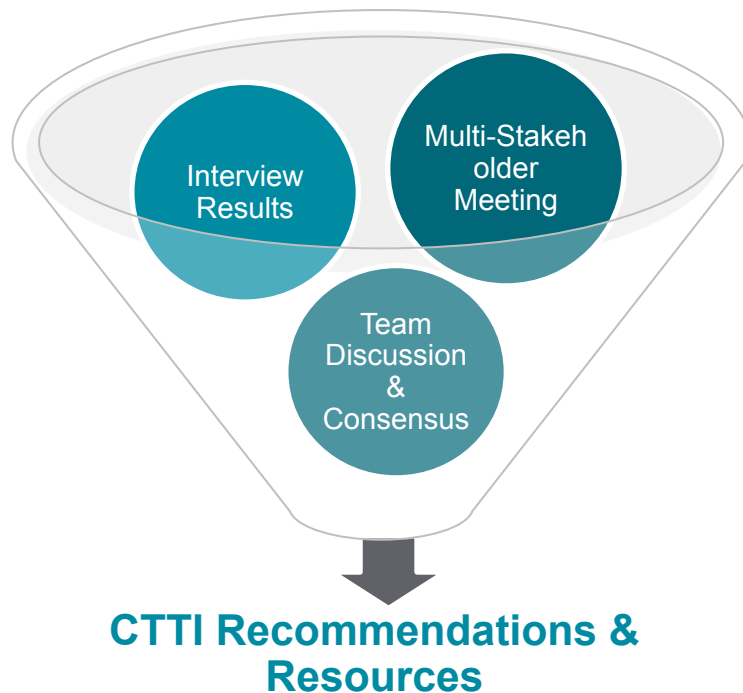 Interview
Results
Multi-Stakeh
older
Meeting
Team
Discussion
&
Consensus
CTTI Recommendations &
Resources